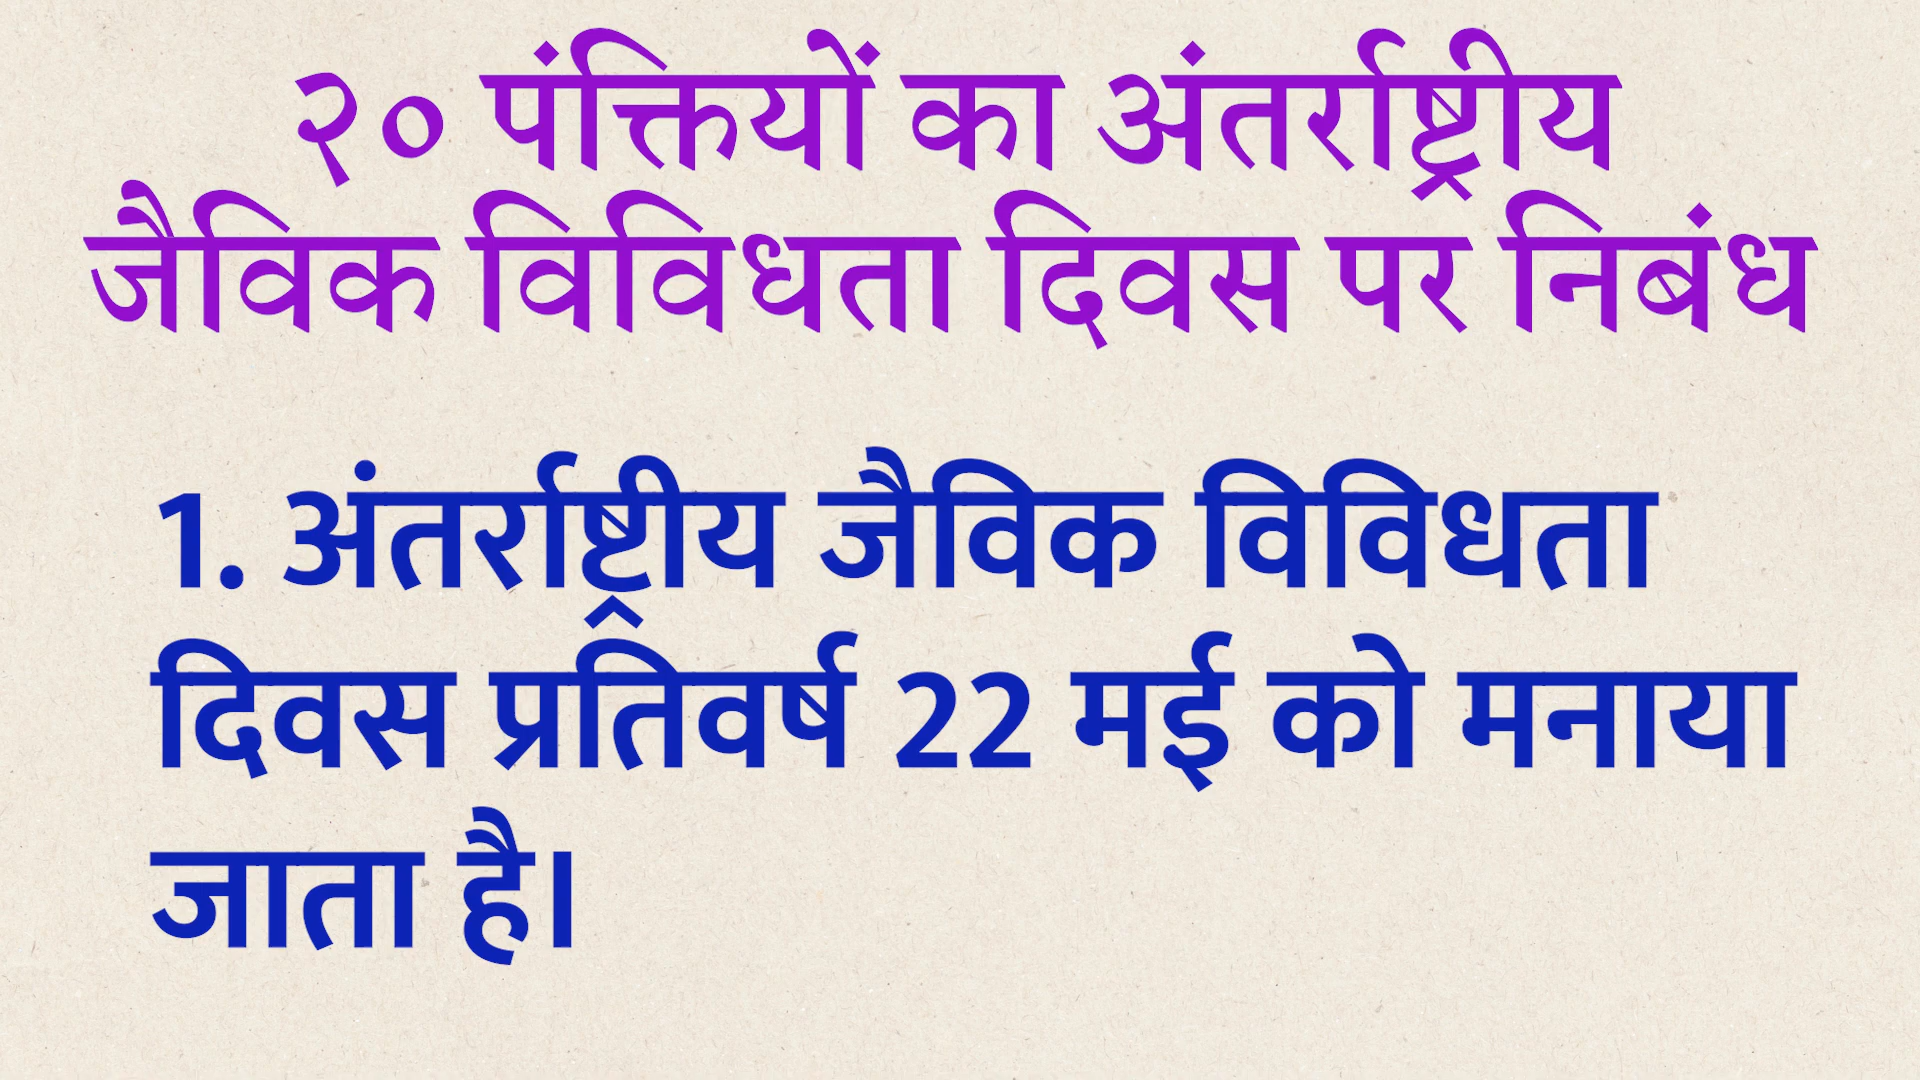 २० पंक्तियों का अंतर्राष्ट्रीय
जैविक विविधता दिवस पर निबंध
1. अंतर्राष्ट्रीय जैविक विविधता
दिवस प्रतिवर्ष 22 मई को मनाया
जाता है।